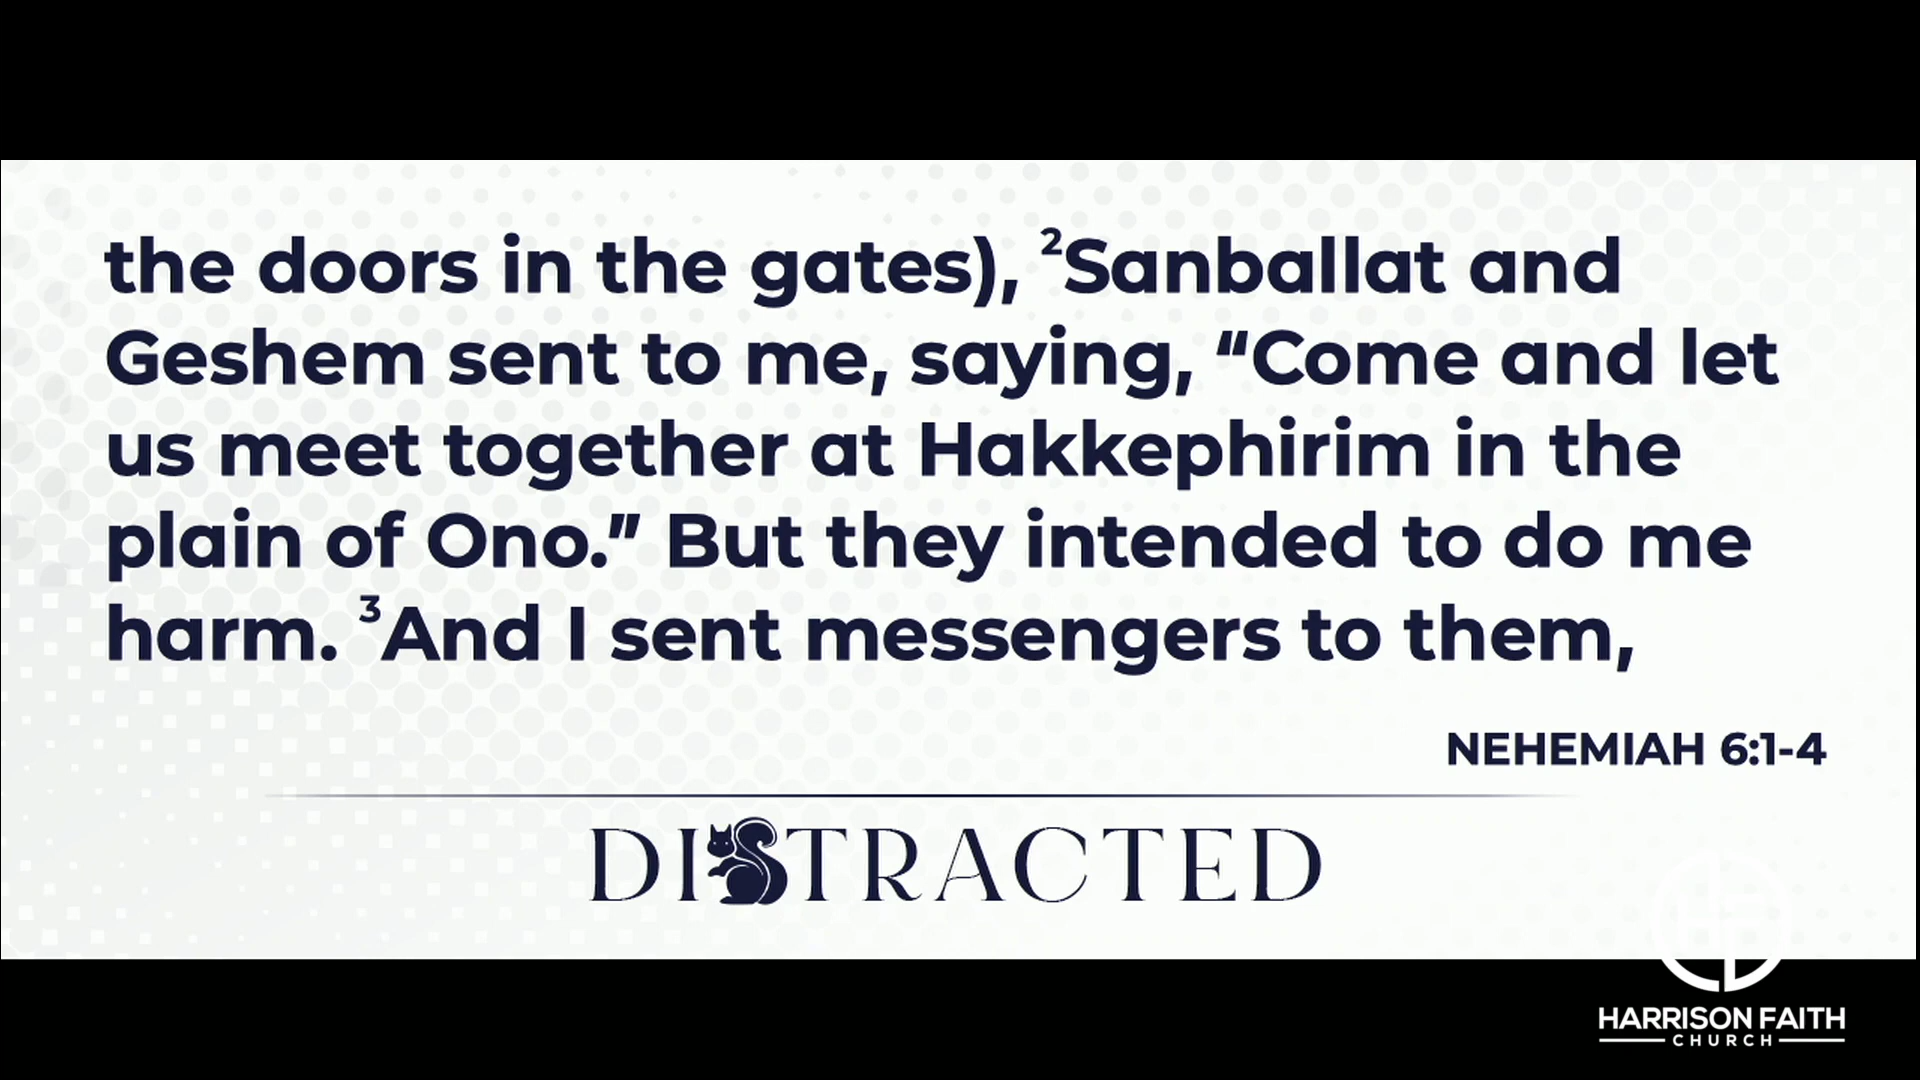 the doors in the gates), ²Sanballat and
Geshem sent to me, saying, “Come and let
us meet together at Hakkephirim in the
plain of Ono.” But they intended to do me
harm. ³And I sent messengers to them,
NEHEMIAH 6:1-4
DISTRACTED
HARRISON FAITH
CHURCH